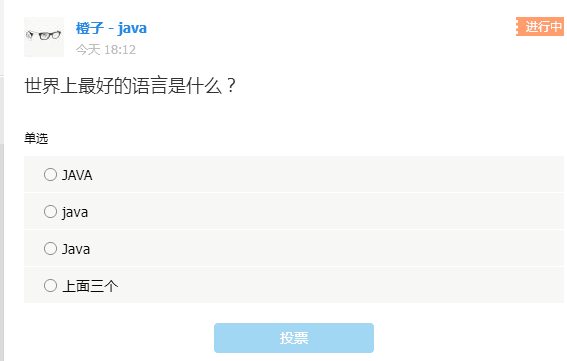 橙子 - java
进行中
今天 18:12
世界上最好的语言是什么？
单选
JAVA
java
Java
上面三个
投票